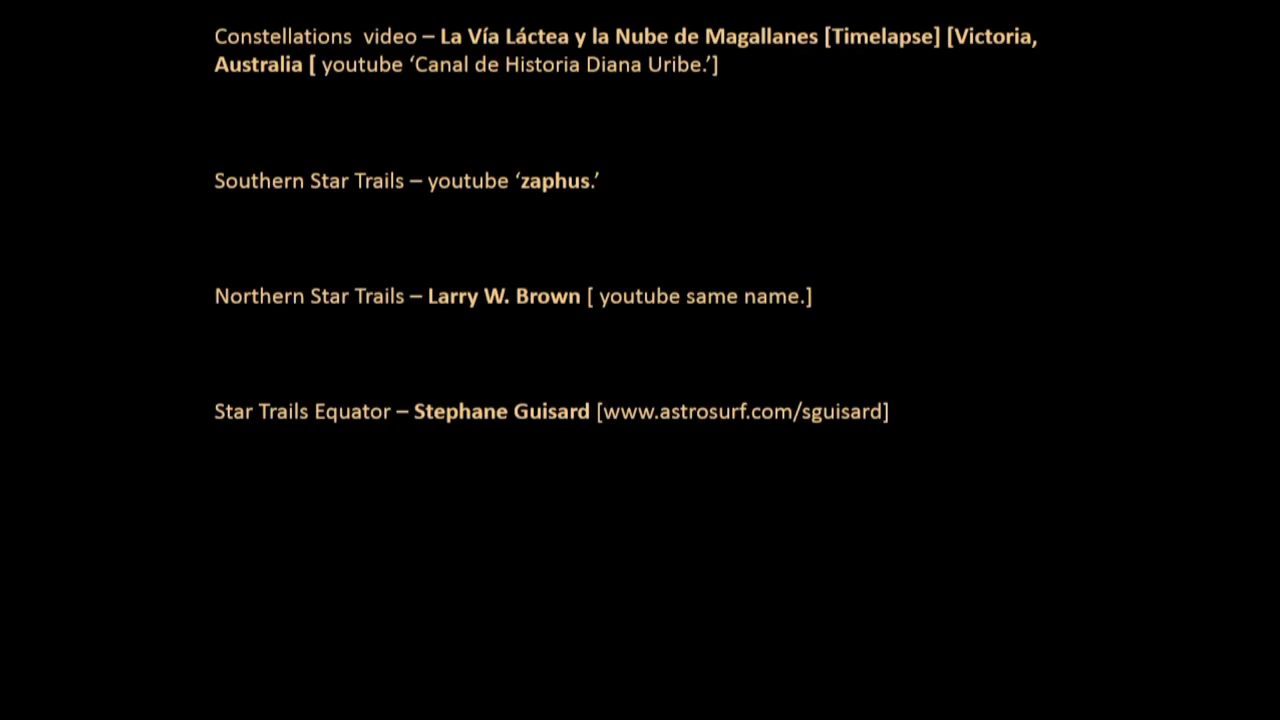 Constellations  video – La Vía Láctea y la Nube de Magallanes [Timelapse] [Victoria,
Australia [ youtube ‘Canal de Historia Diana Uribe.’]
Southern Star Trails – youtube ‘zaphus.’
Northern Star Trails – Larry W. Brown [ youtube same name.]
Star Trails Equator – Stephane Guisard [www.astrosurf.com/sguisard]